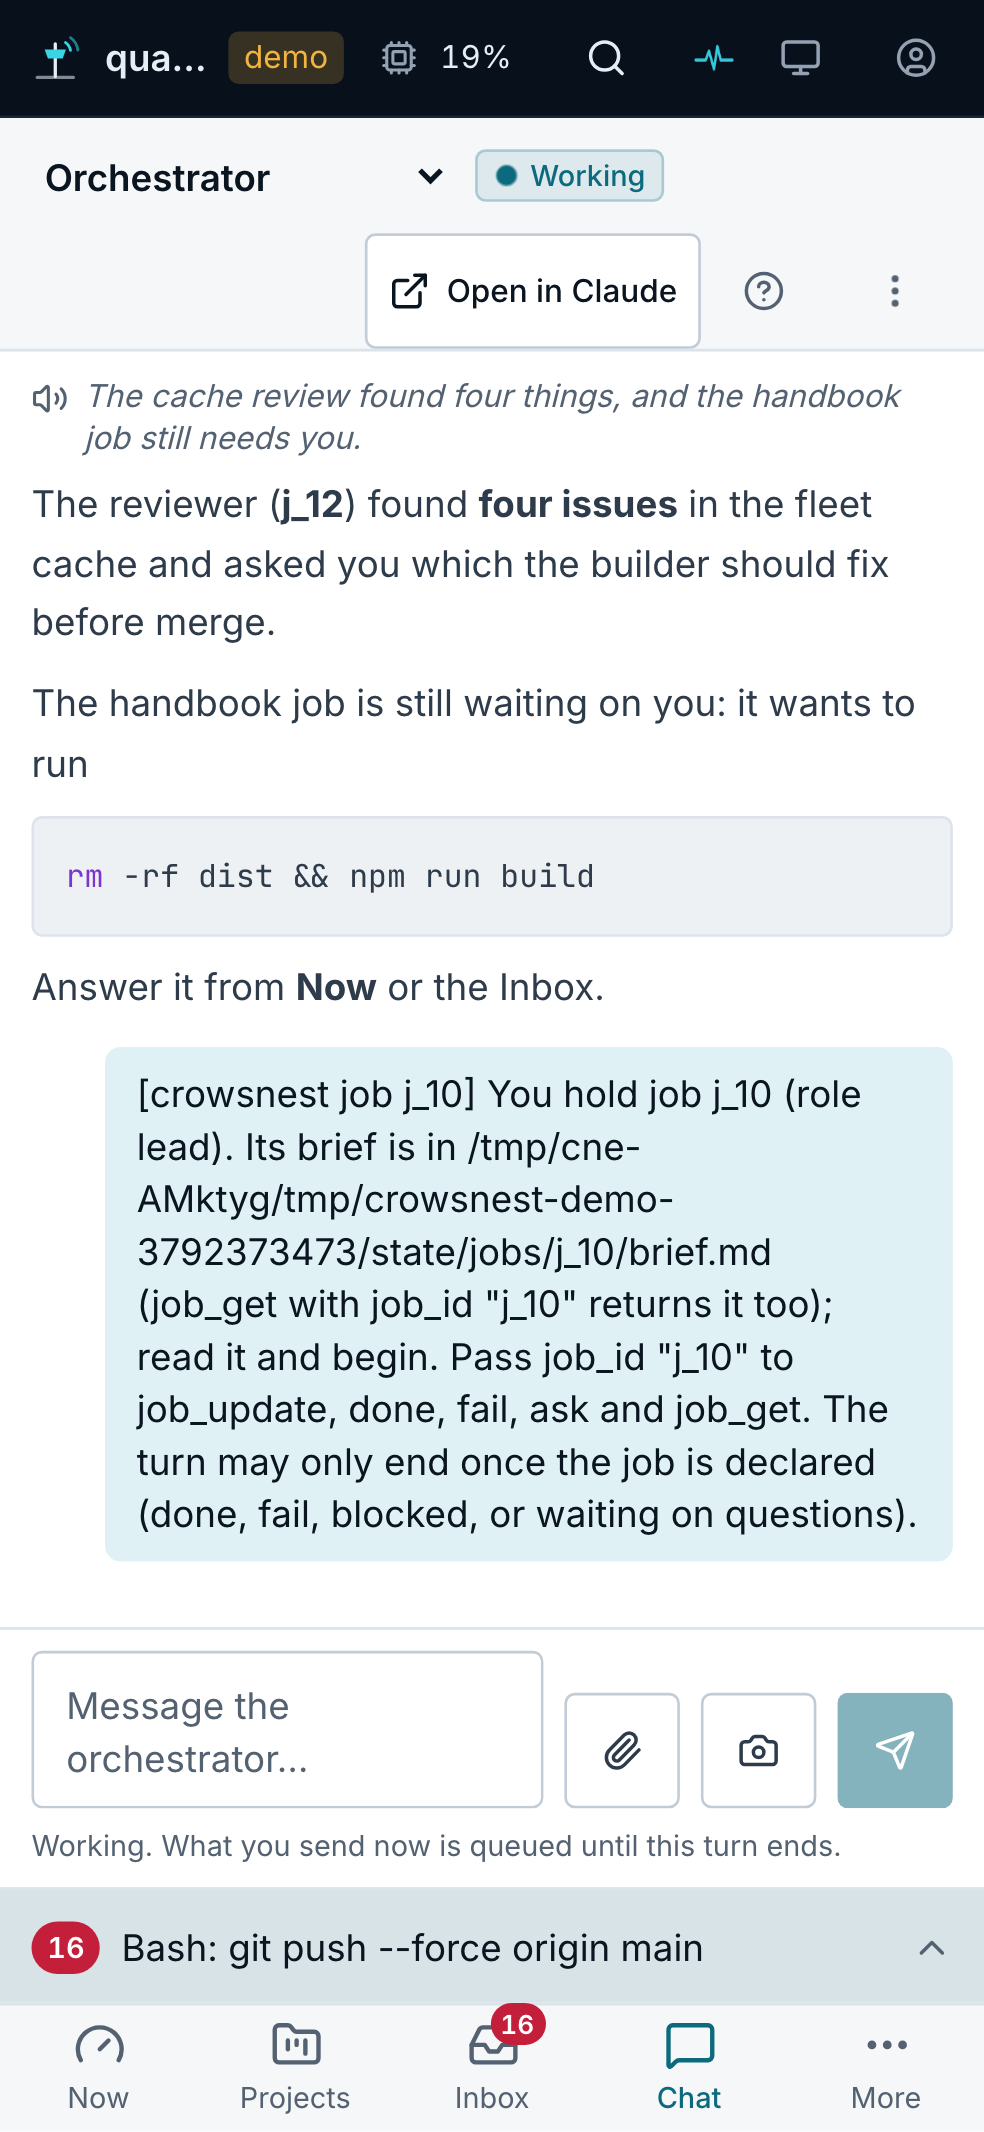 qua...
demo
19%
Orchestrator
Working
Open in Claude
The cache review found four things, and the handbook
job still needs you.
The reviewer (j_12) found four issues in the fleet
cache and asked you which the builder should fix
before merge.
The handbook job is still waiting on you: it wants to
run
rm -rf dist && npm run build
Answer it from Now or the Inbox.
[crowsnest job j_10] You hold job j_10 (role
lead). Its brief is in /tmp/cne-
AMktyg/tmp/crowsnest-demo-
3792373473/state/jobs/j_10/brief.md
(job_get with job_id "j_10" returns it too);
read it and begin. Pass job_id "j_10" to
job_update, done, fail, ask and job_get. The
turn may only end once the job is declared
(done, fail, blocked, or waiting on questions).
Message the
orchestrator...
Working. What you send now is queued until this turn ends.
16 Bash: git push --force origin main
16
Now
Projects
Inbox
Chat
More